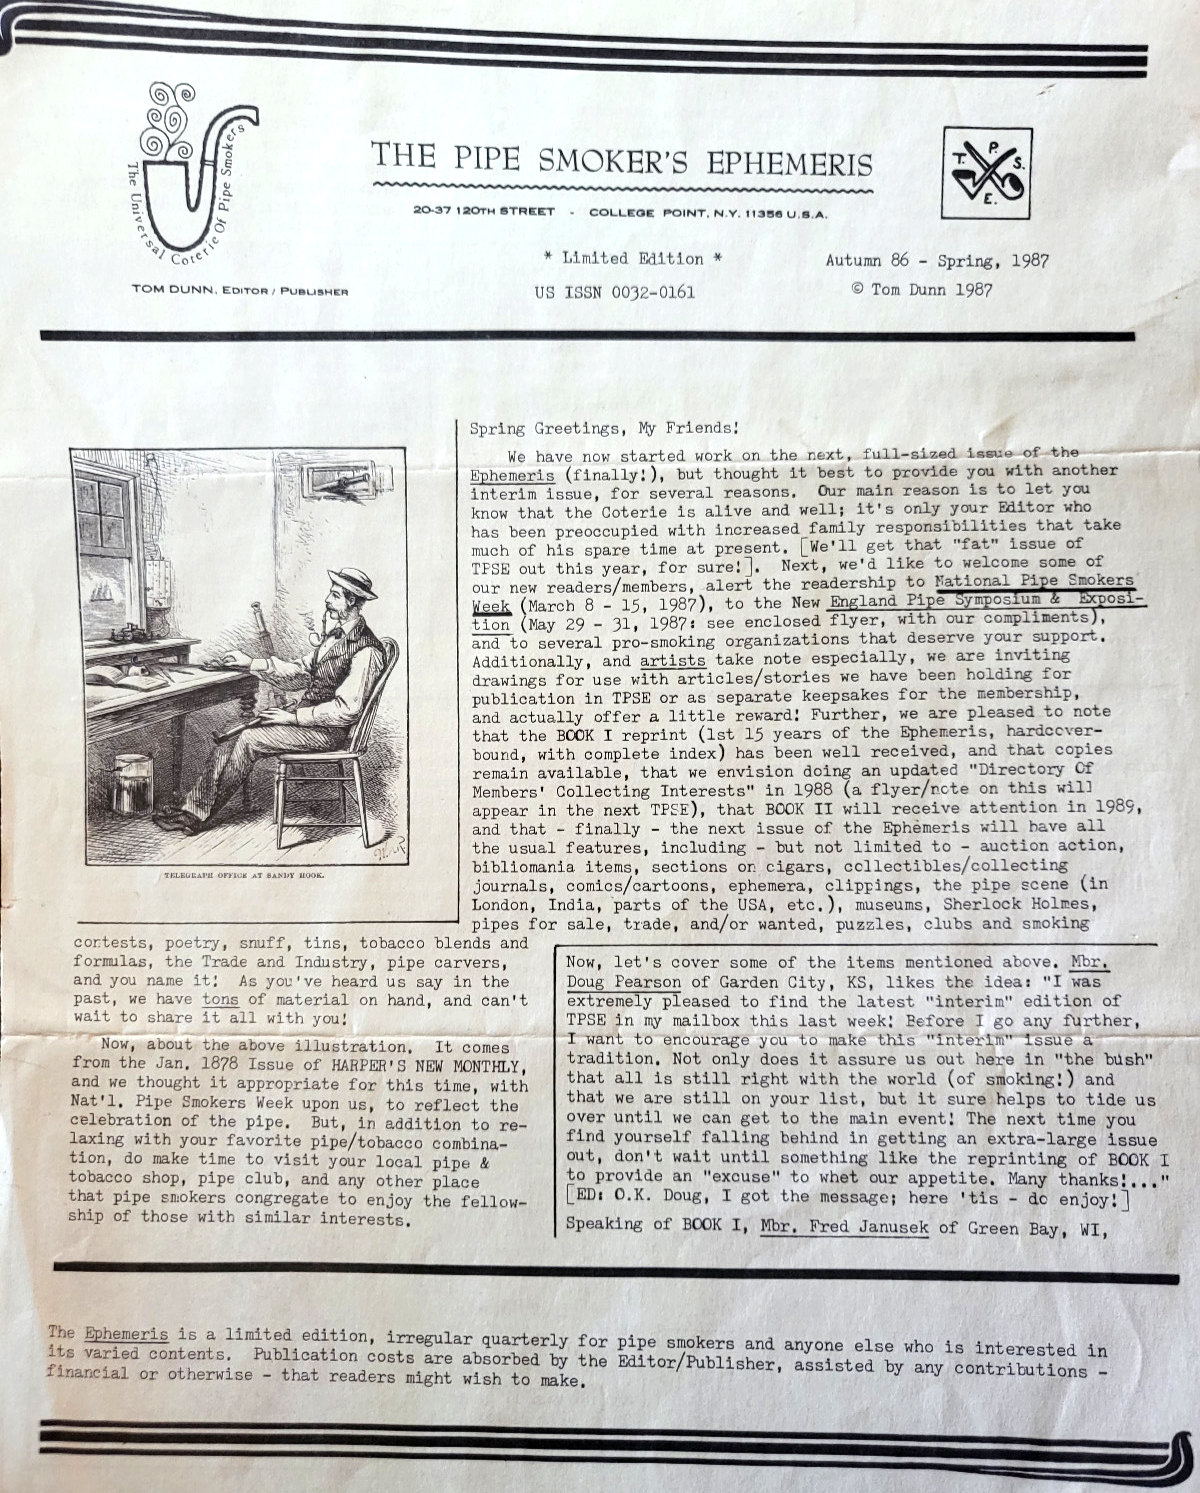 The Universal Coterie Of Pipe Smokers
THE PIPE SMOKER'S EPHEMERIS
T. P. S. E.
20-37 120TH STREET - COLLEGE POINT, N.Y. 11356 U.S.A.
* Limited Edition *
Autumn 86 - Spring, 1987
TOM DUNN, EDITOR / PUBLISHER
US ISSN 0032-0161
© Tom Dunn 1987
Spring Greetings, My Friends!
We have now started work on the next, full-sized issue of the
Ephemeris (finally!), but thought it best to provide you with another
interim issue, for several reasons. Our main reason is to let you
know that the Coterie is alive and well; it's only your Editor who
has been preoccupied with increased family responsibilities that take
much of his spare time at present. [We'll get that "fat" issue of
TPSE out this year, for sure!]. Next, we'd like to welcome some of
our new readers/members, alert the readership to National Pipe Smokers
Week (March 8 - 15, 1987), to the New England Pipe Symposium & Exposi-
tion (May 29 - 31, 1987: see enclosed flyer, with our compliments),
and to several pro-smoking organizations that deserve your support.
Additionally, and artists take note especially, we are inviting
drawings for use with articles/stories we have been holding for
publication in TPSE or as separate keepsakes for the membership,
and actually offer a little reward! Further, we are pleased to note
that the BOOK I reprint (1st 15 years of the Ephemeris, hardcover-
bound, with complete index) has been well received, and that copies
remain available, that we envision doing an updated "Directory Of
Members' Collecting Interests" in 1988 (a flyer/note on this will
appear in the next TPSE), that BOOK II will receive attention in 1989,
and that - finally - the next issue of the Ephemeris will have all
the usual features, including - but not limited to - auction action,
bibliomania items, sections on cigars, collectibles/collecting
journals, comics/cartoons, ephemera, clippings, the pipe scene (in
London, India, parts of the USA, etc.), museums, Sherlock Holmes,
pipes for sale, trade, and/or wanted, puzzles, clubs and smoking
TELEGRAPH OFFICE AT SANDY HOOK.
contests, poetry, snuff, tins, tobacco blends and
formulas, the Trade and Industry, pipe carvers,
and you name it! As you've heard us say in the
past, we have tons of material on hand, and can't
wait to share it all with you!
Now, about the above illustration. It comes
from the Jan. 1878 Issue of HARPER'S NEW MONTHLY,
and we thought it appropriate for this time, with
Nat'l. Pipe Smokers Week upon us, to reflect the
celebration of the pipe. But, in addition to re-
laxing with your favorite pipe/tobacco combina-
tion, do make time to visit your local pipe &
tobacco shop, pipe club, and any other place
that pipe smokers congregate to enjoy the fellow-
ship of those with similar interests.
Now, let's cover some of the items mentioned above. Mbr.
Doug Pearson of Garden City, KS, likes the idea: "I was
extremely pleased to find the latest "interim" edition of
TPSE in my mailbox this last week! Before I go any further,
I want to encourage you to make this "interim" issue a
tradition. Not only does it assure us out here in "the bush"
that all is still right with the world (of smoking!) and
that we are still on your list, but it sure helps to tide us
over until we can get to the main event! The next time you
find yourself falling behind in getting an extra-large issue
out, don't wait until something like the reprinting of BOOK I
to provide an "excuse" to whet our appetite. Many thanks!..."
[ED: O.K. Doug, I got the message; here 'tis - do enjoy!]
Speaking of BOOK I, Mbr. Fred Janusek of Green Bay, WI,
The Ephemeris is a limited edition, irregular quarterly for pipe smokers and anyone else who is interested in
its varied contents. Publication costs are absorbed by the Editor/Publisher, assisted by any contributions -
financial or otherwise - that readers might wish to make.